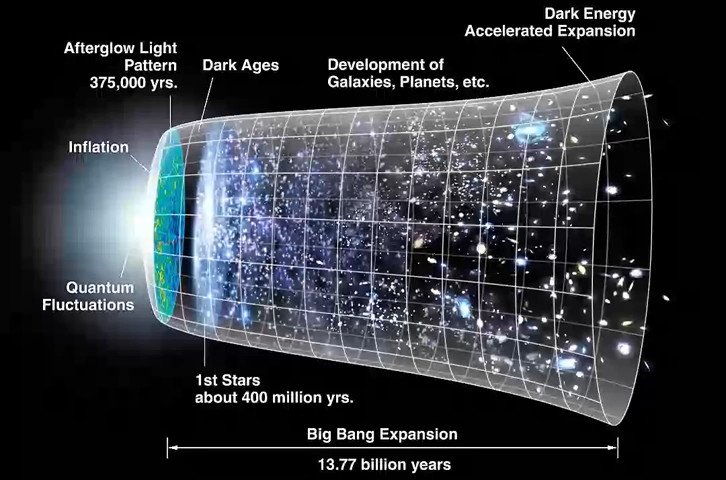 Dark Energy
Accelerated Expansion
Afterglow Light
Pattern
375,000 yrs.
Dark Ages
Development of
Galaxies, Planets, etc.
Inflation
Quantum
Fluctuations
1st Stars
about 400 million yrs.
Big Bang Expansion
13.77 billion years